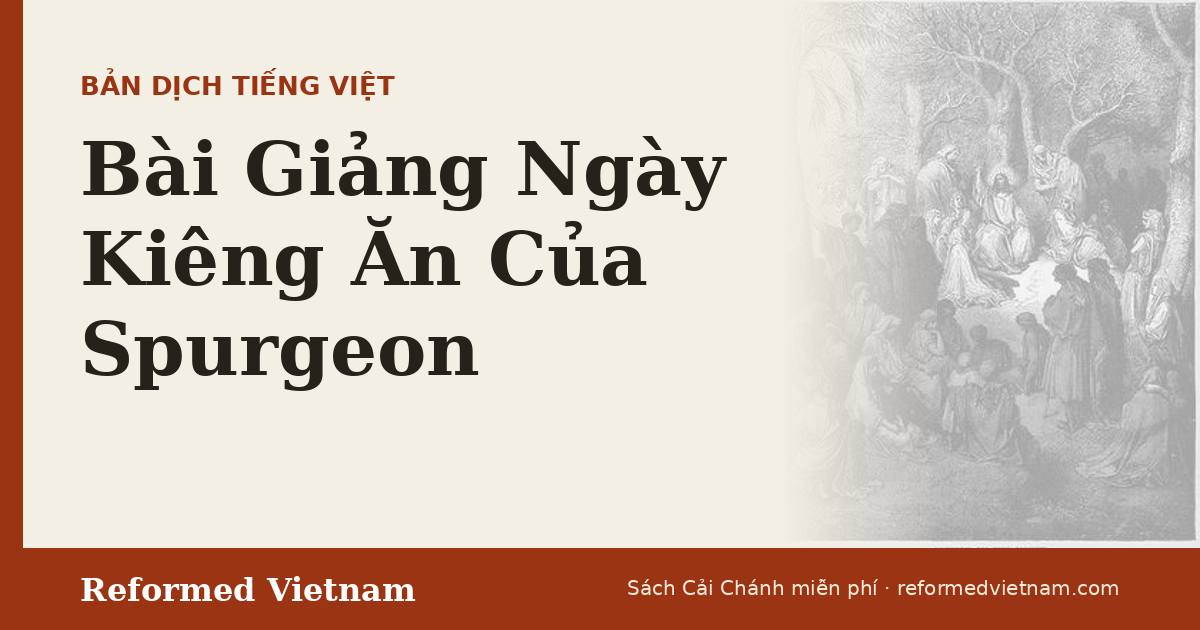 BẢN DỊCH TIẾNG VIỆT
Bài Giảng Ngày
Kiêng Ăn Của
Spurgeon
Reformed Vietnam
Sách Cải Chánh miễn phí · reformedvietnam.com